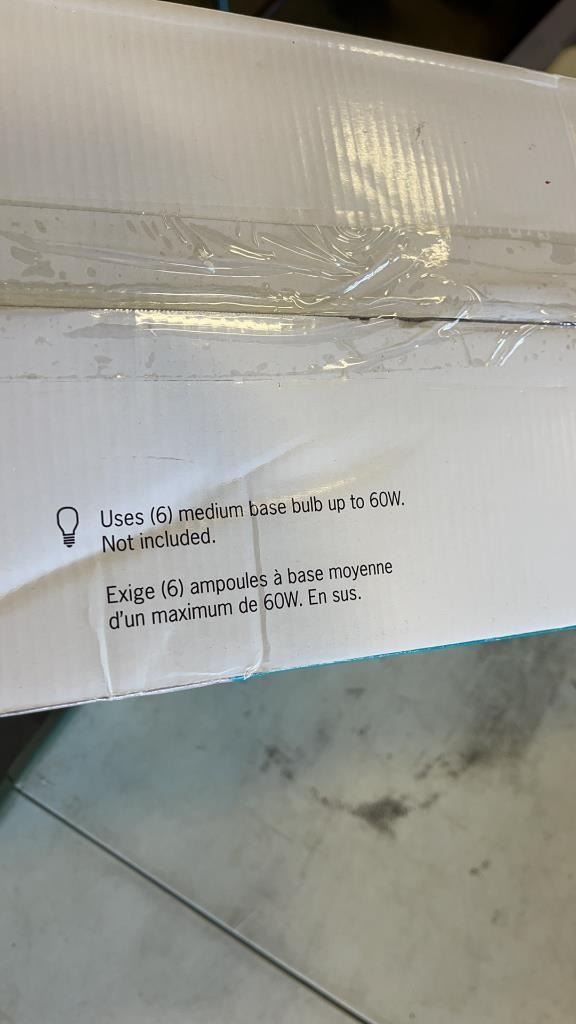 Uses (6) medium base bulb up to 60W.
Not included.
Exige (6) ampoules à base moyenne
d'un maximum de 60W. En sus.